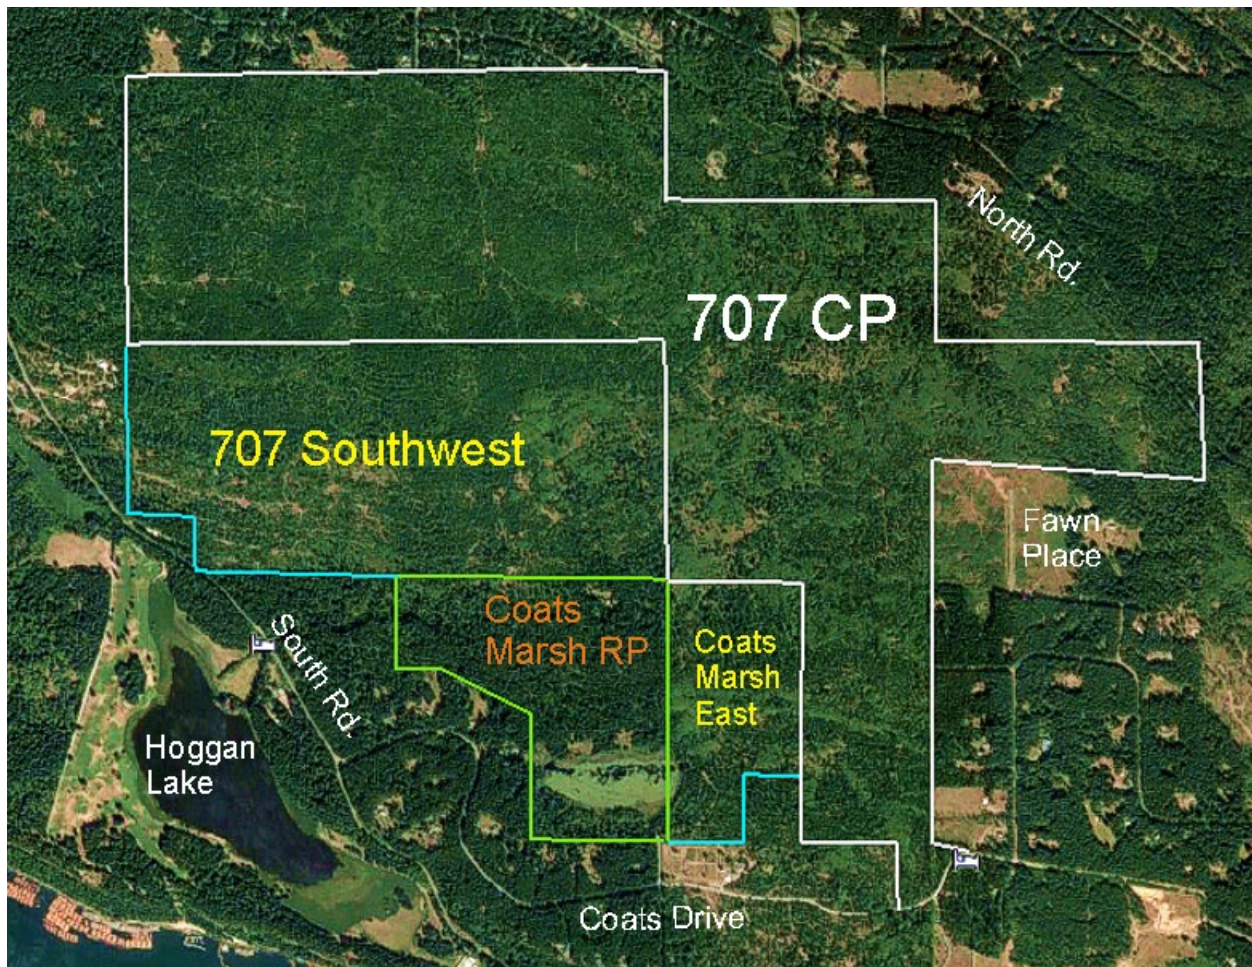 North Rd.
707 CP
707 Southwest
Fawn
Place
Coats
Marsh RP
Coats
Marsh
East
South Rd.
Hoggan
Lake
Coats Drive